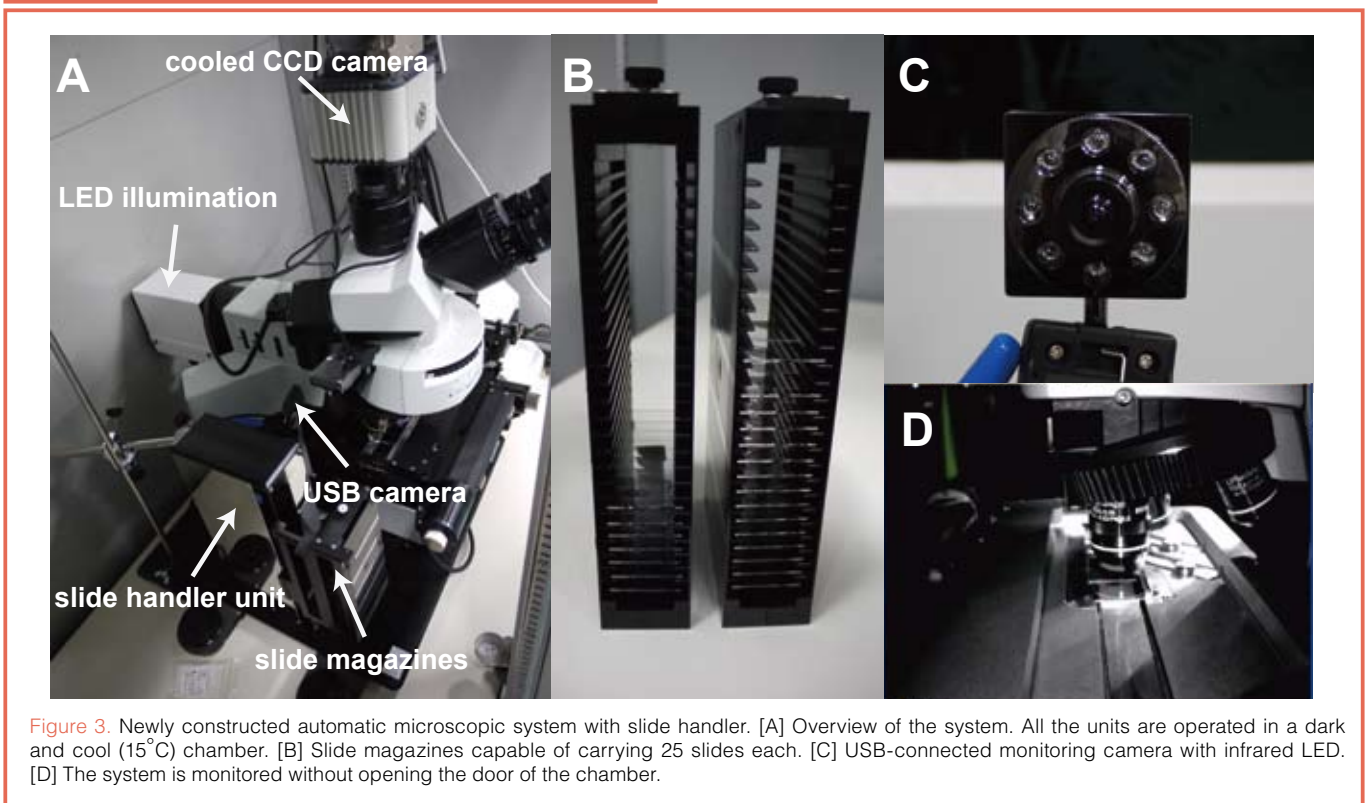 A
cooled CCD camera
LED illumination
USB camera
slide handler unit
slide magazines
B
C
D
Figure 3. Newly constructed automatic microscopic system with slide handler. [A] Overview of the system. All the units are operated in a dark
and cool (15°C) chamber. [B] Slide magazines capable of carrying 25 slides each. [C] USB-connected monitoring camera with infrared LED.
[D] The system is monitored without opening the door of the chamber.